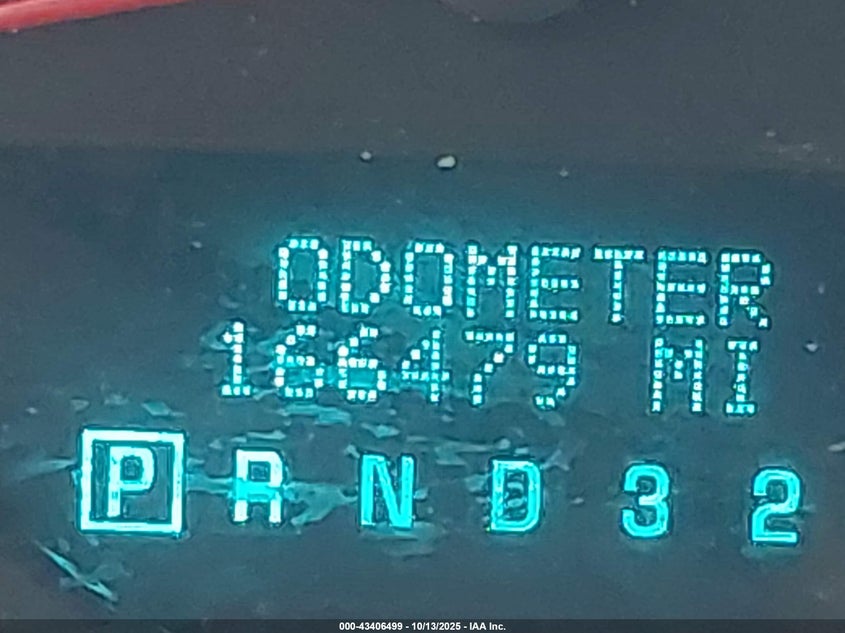 ODOMETER
166479 MI
P R N D 3 2
000-43406499 - 10/13/2025 - IAA Inc.